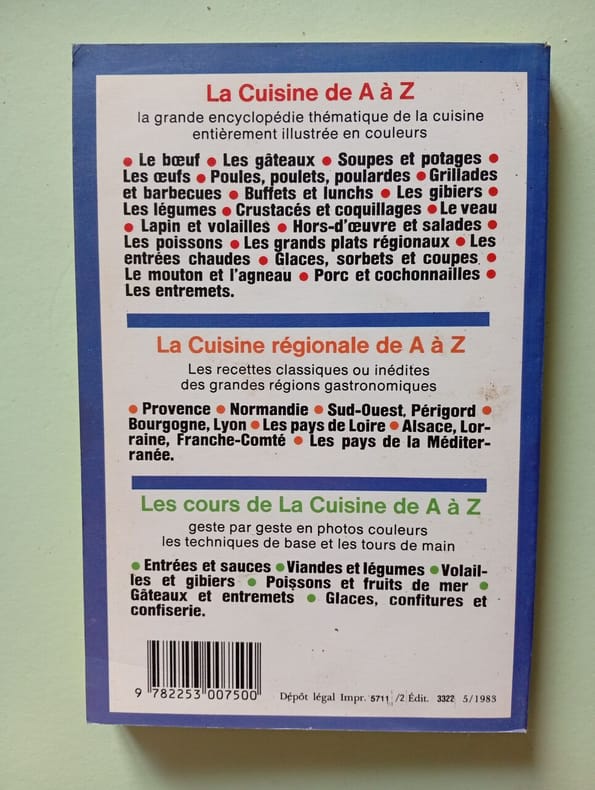 La Cuisine de A à Z
la grande encyclopédie thématique de la cuisine
entièrement illustrée en couleurs
● Le bœuf ● Les gâteaux ● Soupes et potages ●
Les œufs ● Poules, poulets, poulardes ● Grillades
et barbecues ● Buffets et lunchs ● Les gibiers ●
Les légumes ● Crustacés et coquillages ● Le veau
● Lapin et volailles ● Hors-d'œuvre et salades ●
Les poissons ● Les grands plats régionaux ● Les
entrées chaudes ● Glaces, sorbets et coupes ●
Le mouton et l'agneau ● Porc et cochonnailles ●
Les entremets.
La Cuisine régionale de A à Z
Les recettes classiques ou inédites
des grandes régions gastronomiques
● Provence ● Normandie ● Sud-Ouest, Périgord ●
Bourgogne, Lyon ● Les pays de Loire ● Alsace, Lor-
raine, Franche-Comté ● Les pays de la Méditer-
ranée.
Les cours de La Cuisine de A à Z
geste par geste en photos couleurs
les techniques de base et les tours de main
● Entrées et sauces ● Viandes et légumes ● Volail-
les et gibiers ● Poissons et fruits de mer ●
Gâteaux et entremets ● Glaces, confitures et
confiserie.
9 782253 007500
Dépôt légal Impr. 5711 /2 Édit. 3322 5/1983